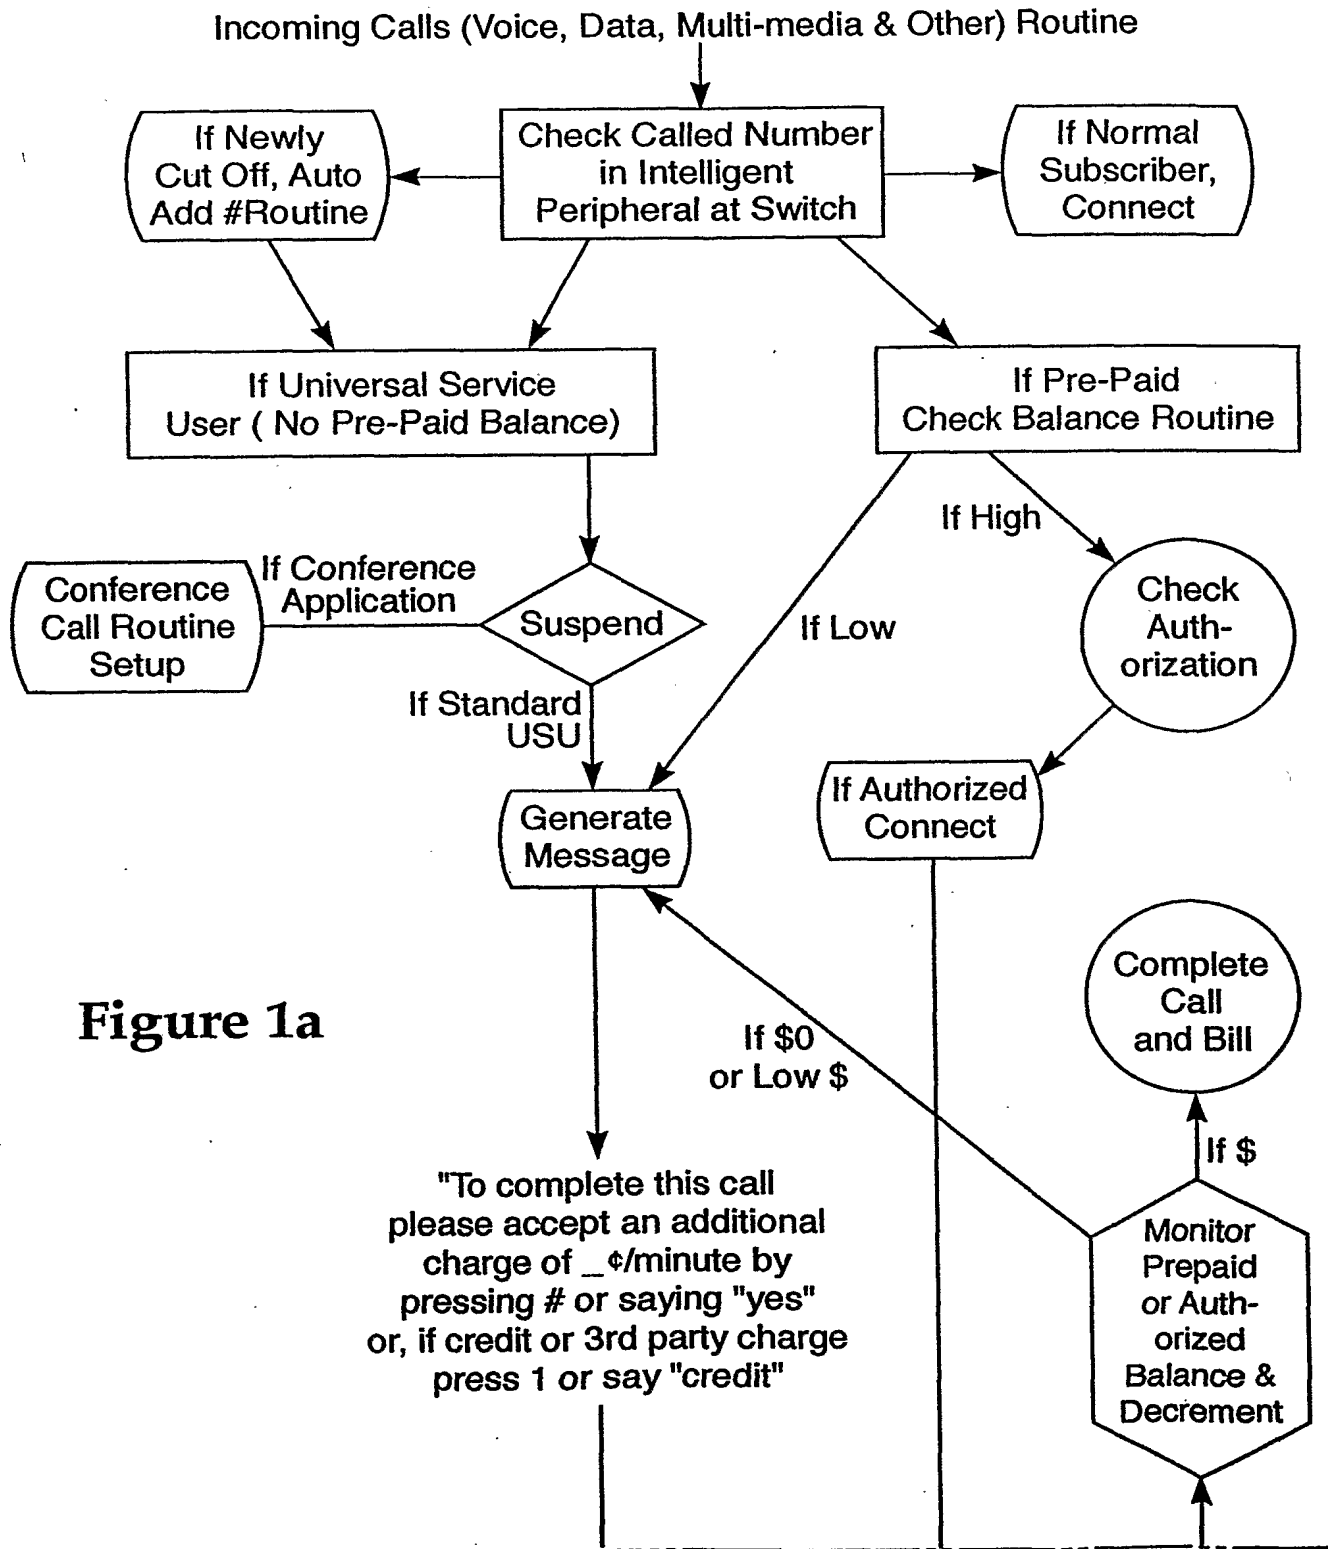 Incoming Calls (Voice, Data, Multi-media & Other) Routine
If Newly
Cut Off, Auto
Add #Routine
Check Called Number
in Intelligent
Peripheral at Switch
If Normal
Subscriber,
Connect
If Universal Service
User ( No Pre-Paid Balance)
If Pre-Paid
Check Balance Routine
If High
Conference
Call Routine
Setup
If Conference
Application
Suspend
If Low
Check
Auth-
orization
If Standard
USU
Generate
Message
If Authorized
Connect
Figure 1a
If $0
or Low $
Complete
Call
and Bill
If $
"To complete this call
please accept an additional
charge of _¢/minute by
pressing # or saying "yes"
or, if credit or 3rd party charge
press 1 or say "credit"
Monitor
Prepaid
or Auth-
orized
Balance &
Decrement